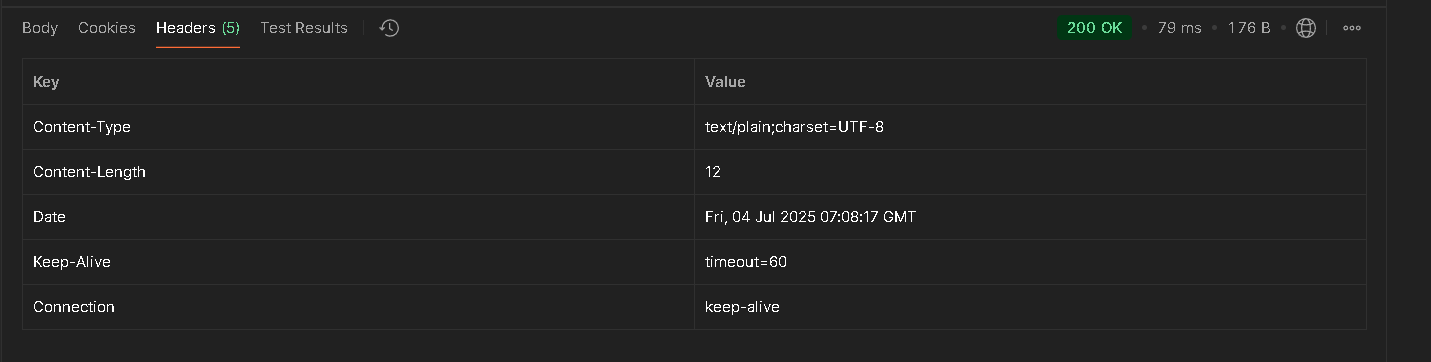 Body Cookies Headers (5) Test Results 200 OK • 79 ms • 176 B •
Key Value
Content-Type text/plain;charset=UTF-8
Content-Length 12
Date Fri, 04 Jul 2025 07:08:17 GMT
Keep-Alive timeout=60
Connection keep-alive